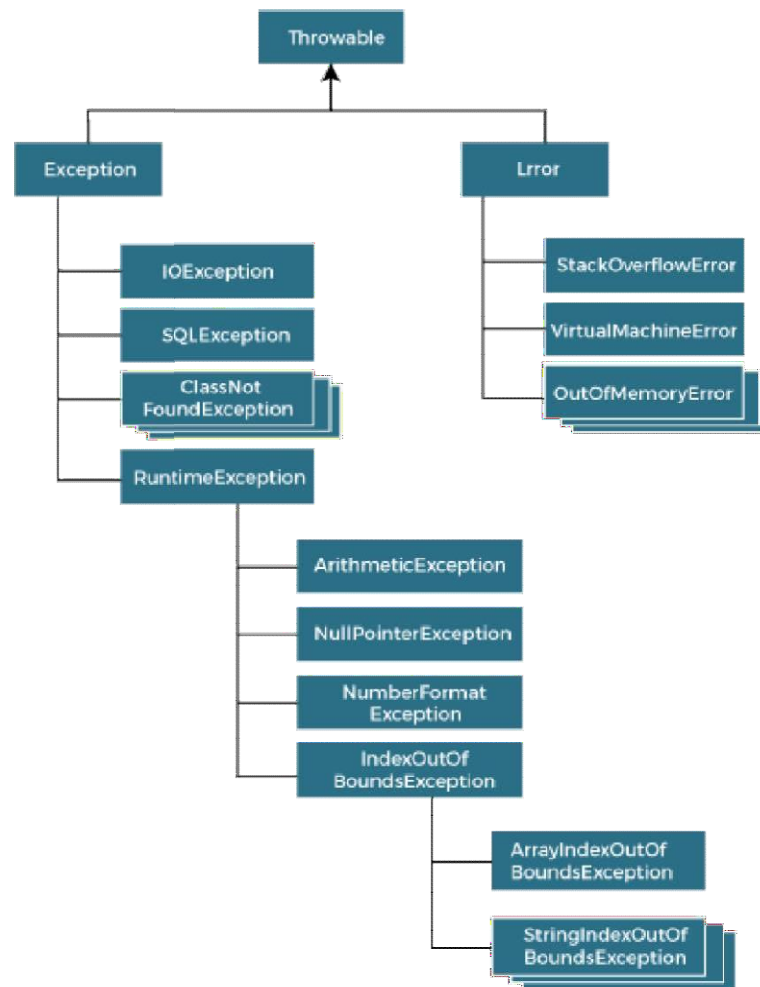 Throwable
Exception
Lrror
IOException
SQLException
ClassNot
FoundException
RuntimeException
StackOverflowError
VirtualMachineError
OutOfMemoryError
ArithmeticException
NullPointerException
NumberFormat
Exception
IndexOutOf
BoundsException
ArrayIndexOutOf
BoundsException
StringIndexOutOf
BoundsException